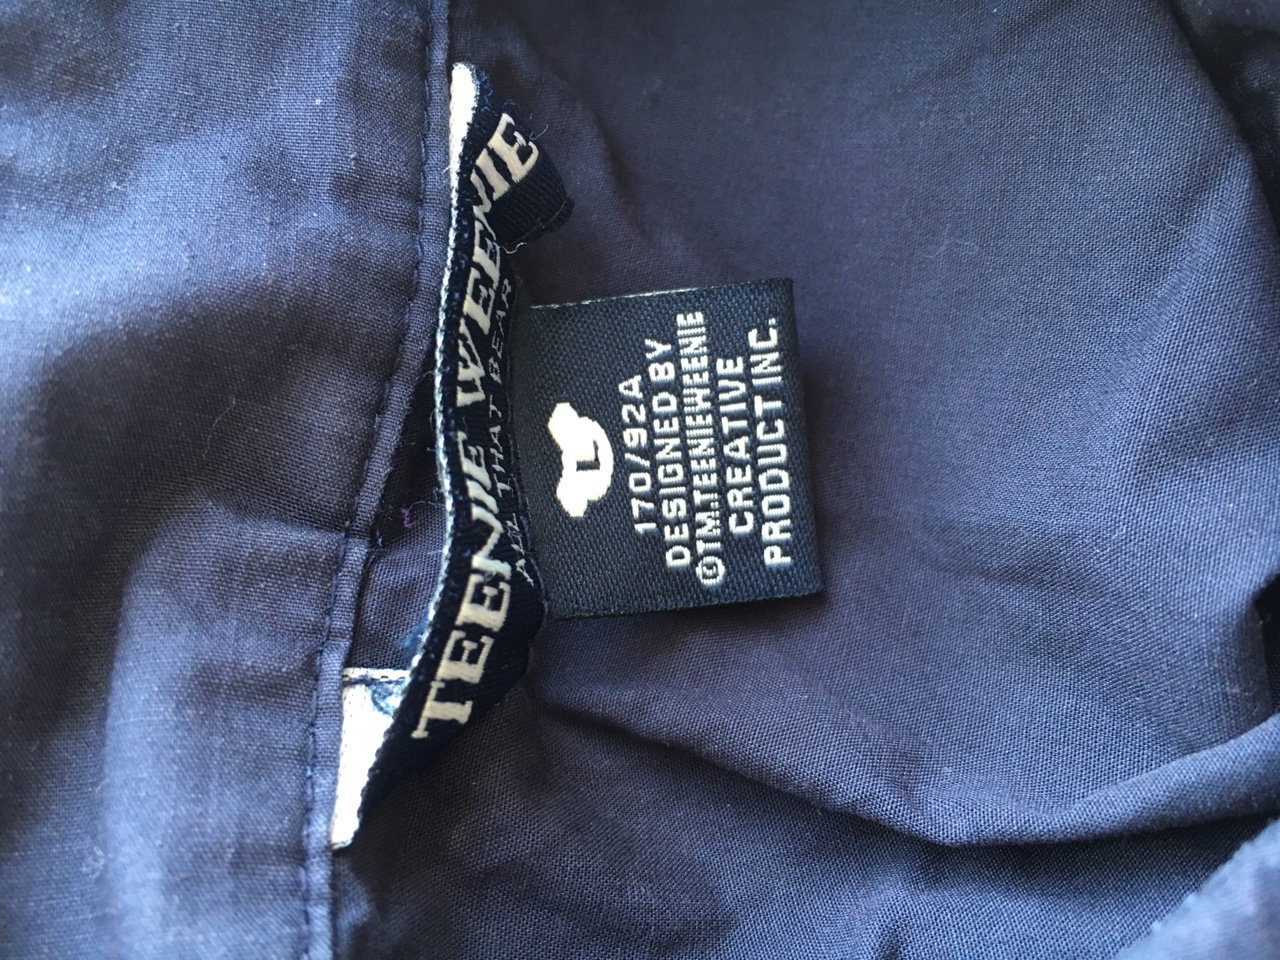 TEENIE WEENIE
ALL THAT BEAR
L
170/92A
DESIGNED BY
©TM.TEENIEWEENIE
CREATIVE
PRODUCT INC.